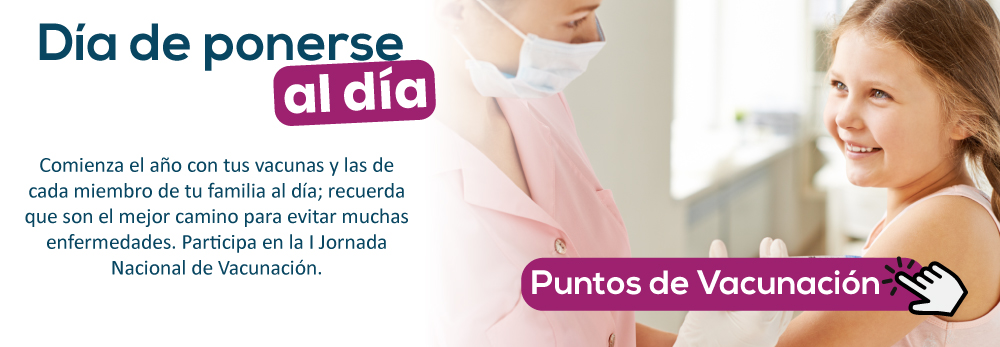 Día de ponerse
al día
Comienza el año con tus vacunas y las de
cada miembro de tu familia al día; recuerda
que son el mejor camino para evitar muchas
enfermedades. Participa en la I Jornada
Nacional de Vacunación.
Puntos de Vacunación